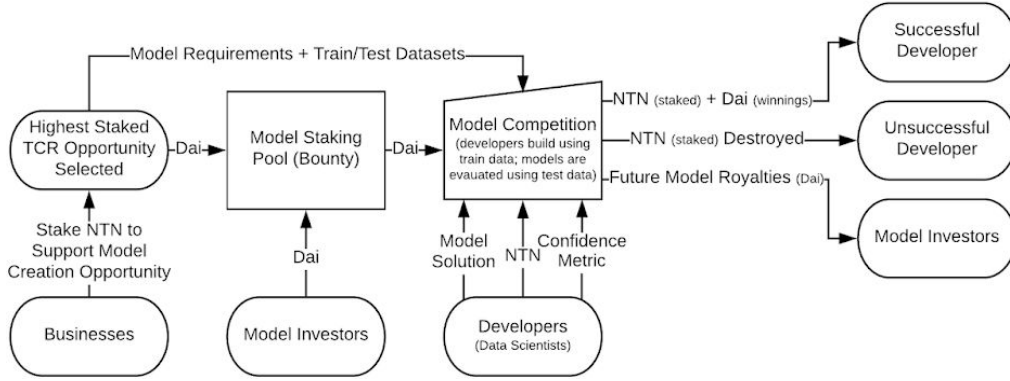 Model Requirements + Train/Test Datasets
Successful
Developer
Highest Staked
TCR Opportunity
Selected
Dai
Model Staking
Pool (Bounty)
Dai
Model Competition
(developers build using
train data; models are
evauated using test data)
NTN (staked) + Dai (winnings)
NTN (staked) Destroyed
Future Model Royalties (Dai)
Unsuccessful
Developer
Model Investors
Stake NTN to
Support Model
Creation Opportunity
Dai
Model
Solution
NTN
Confidence
Metric
Businesses
Model Investors
Developers
(Data Scientists)